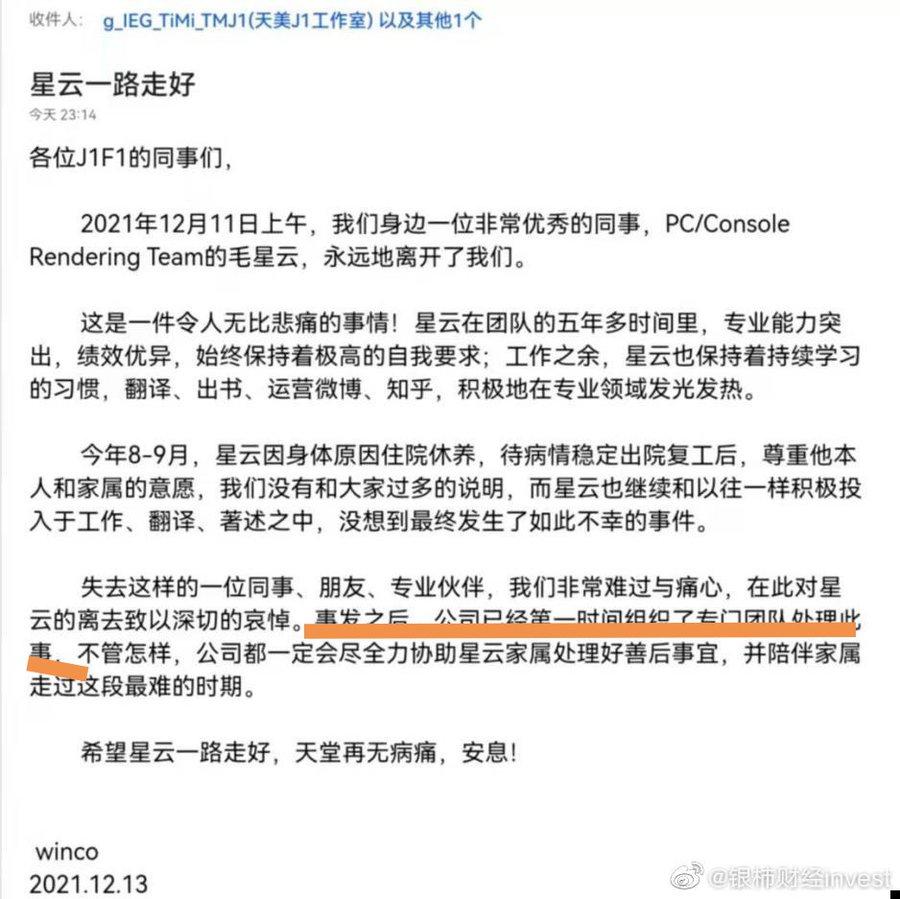 收件人： g_IEG_TiMi_TMJ1(天美J1工作室) 以及其他1个
星云一路走好
今天 23:14
各位J1F1的同事们，
2021年12月11日上午，我们身边一位非常优秀的同事，PC/Console
Rendering Team的毛星云，永远地离开了我们。
这是一件令人无比悲痛的事情！星云在团队的五年多时间里，专业能力突
出，绩效优异，始终保持着极高的自我要求；工作之余，星云也保持着持续学习
的习惯，翻译、出书、运营微博、知乎，积极地在专业领域发光发热。
今年8-9月，星云因身体原因住院休养，待病情稳定出院复工后，尊重他本
人和家属的意愿，我们没有和大家过多的说明，而星云也继续和以往一样积极投
入于工作、翻译、著述之中，没想到最终发生了如此不幸的事件。
失去这样的一位同事、朋友、专业伙伴，我们非常难过与痛心，在此对星
云的离去致以深切的哀悼。事发之后，公司已经第一时间组织了专门团队处理此
事，不管怎样，公司都一定会尽全力协助星云家属处理好善后事宜，并陪伴家属
走过这段最难的时期。
希望星云一路走好，天堂再无病痛，安息！
winco
2021.12.13
@银柿财经invest